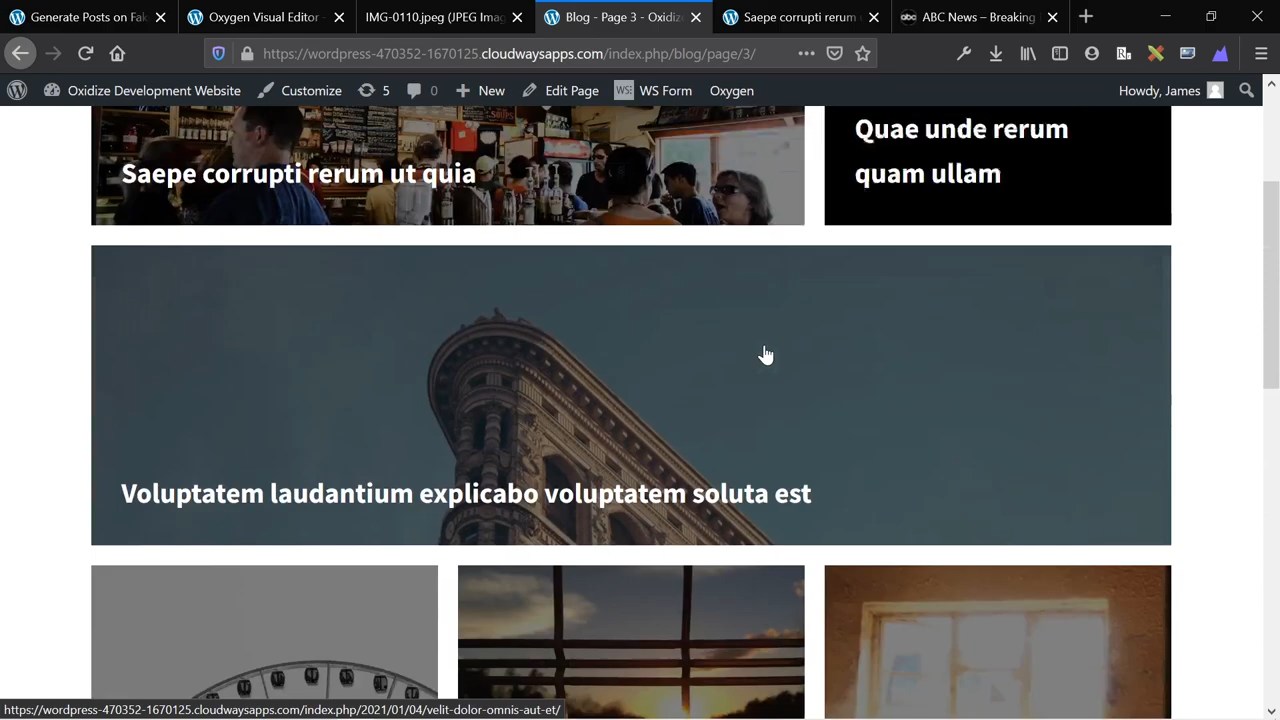 Generate Posts on Fak
Oxygen Visual Editor -
IMG-0110.jpeg (JPEG Imag
Blog - Page 3 - Oxidize
Saepe corrupti rerum u
abc
ABC News – Breaking
https://wordpress-470352-1670125.cloudwaysapps.com/index.php/blog/page/3/
Oxidize Development Website
Customize
5
0
New
Edit Page
WS
WS Form
Oxygen
Howdy, James
Quae unde rerum
quam ullam
Saepe corrupti rerum ut quia
Voluptatem laudantium explicabo voluptatem soluta est
https://wordpress-470352-1670125.cloudwaysapps.com/index.php/2021/01/04/velit-dolor-omnis-aut-et/